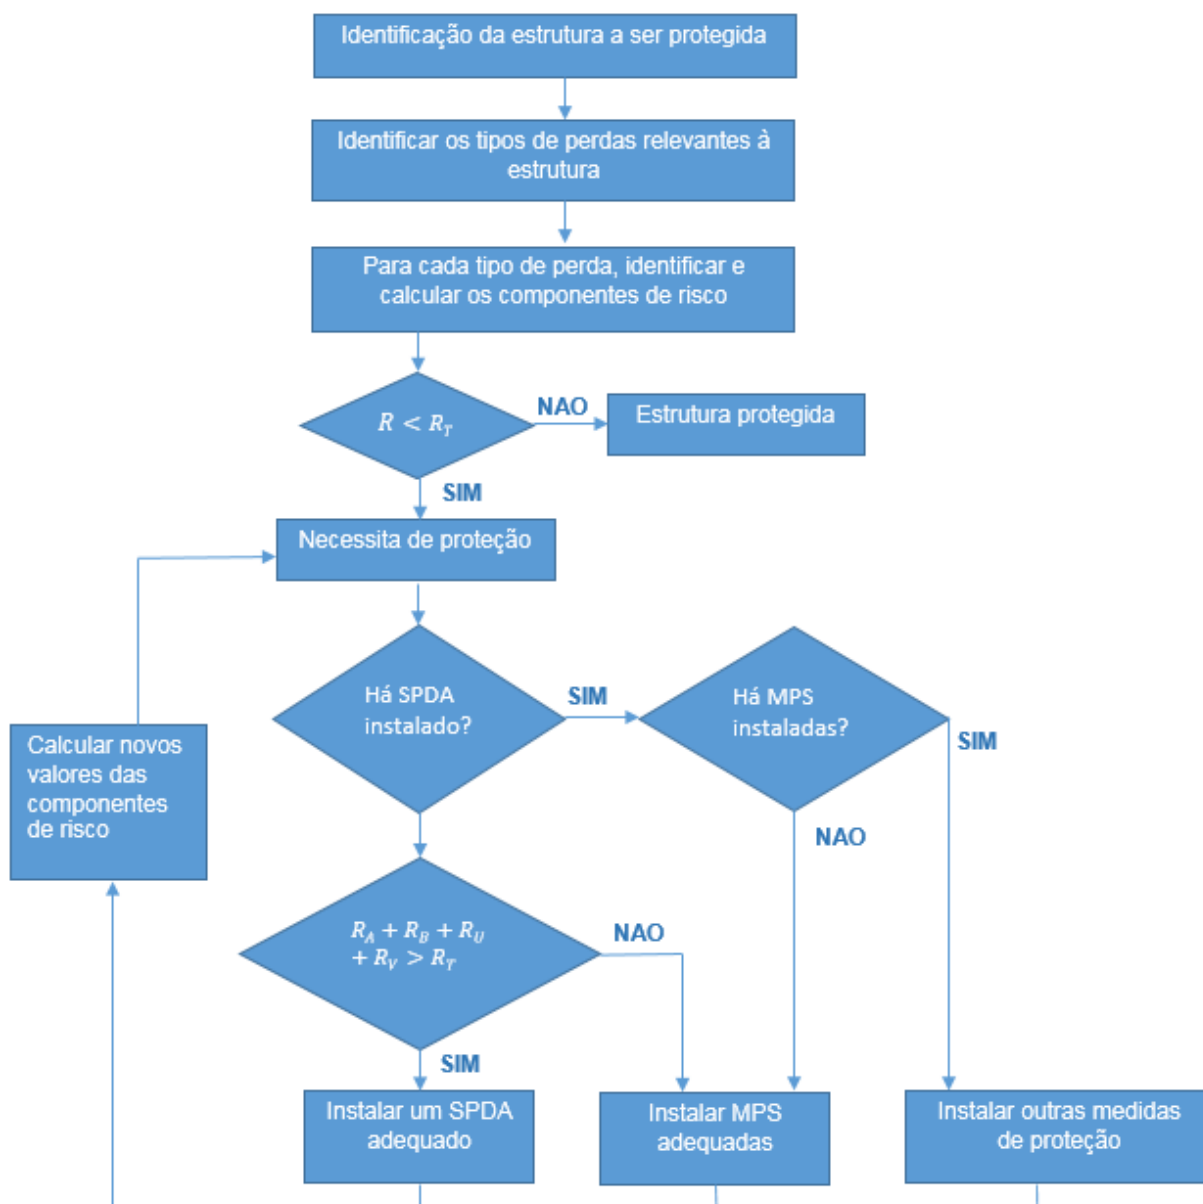 Identificação da estrutura a ser protegida
Identificar os tipos de perdas relevantes à
estrutura
Para cada tipo de perda, identificar e
calcular os componentes de risco
R < R_T
NAO
Estrutura protegida
SIM
Necessita de proteção
Há SPDA
instalado?
SIM
Há MPS
instaladas?
SIM
Calcular novos
valores das
componentes
de risco
NAO
R_A + R_B + R_U
+ R_V > R_T
NAO
SIM
Instalar um SPDA
adequado
Instalar MPS
adequadas
Instalar outras medidas
de proteção